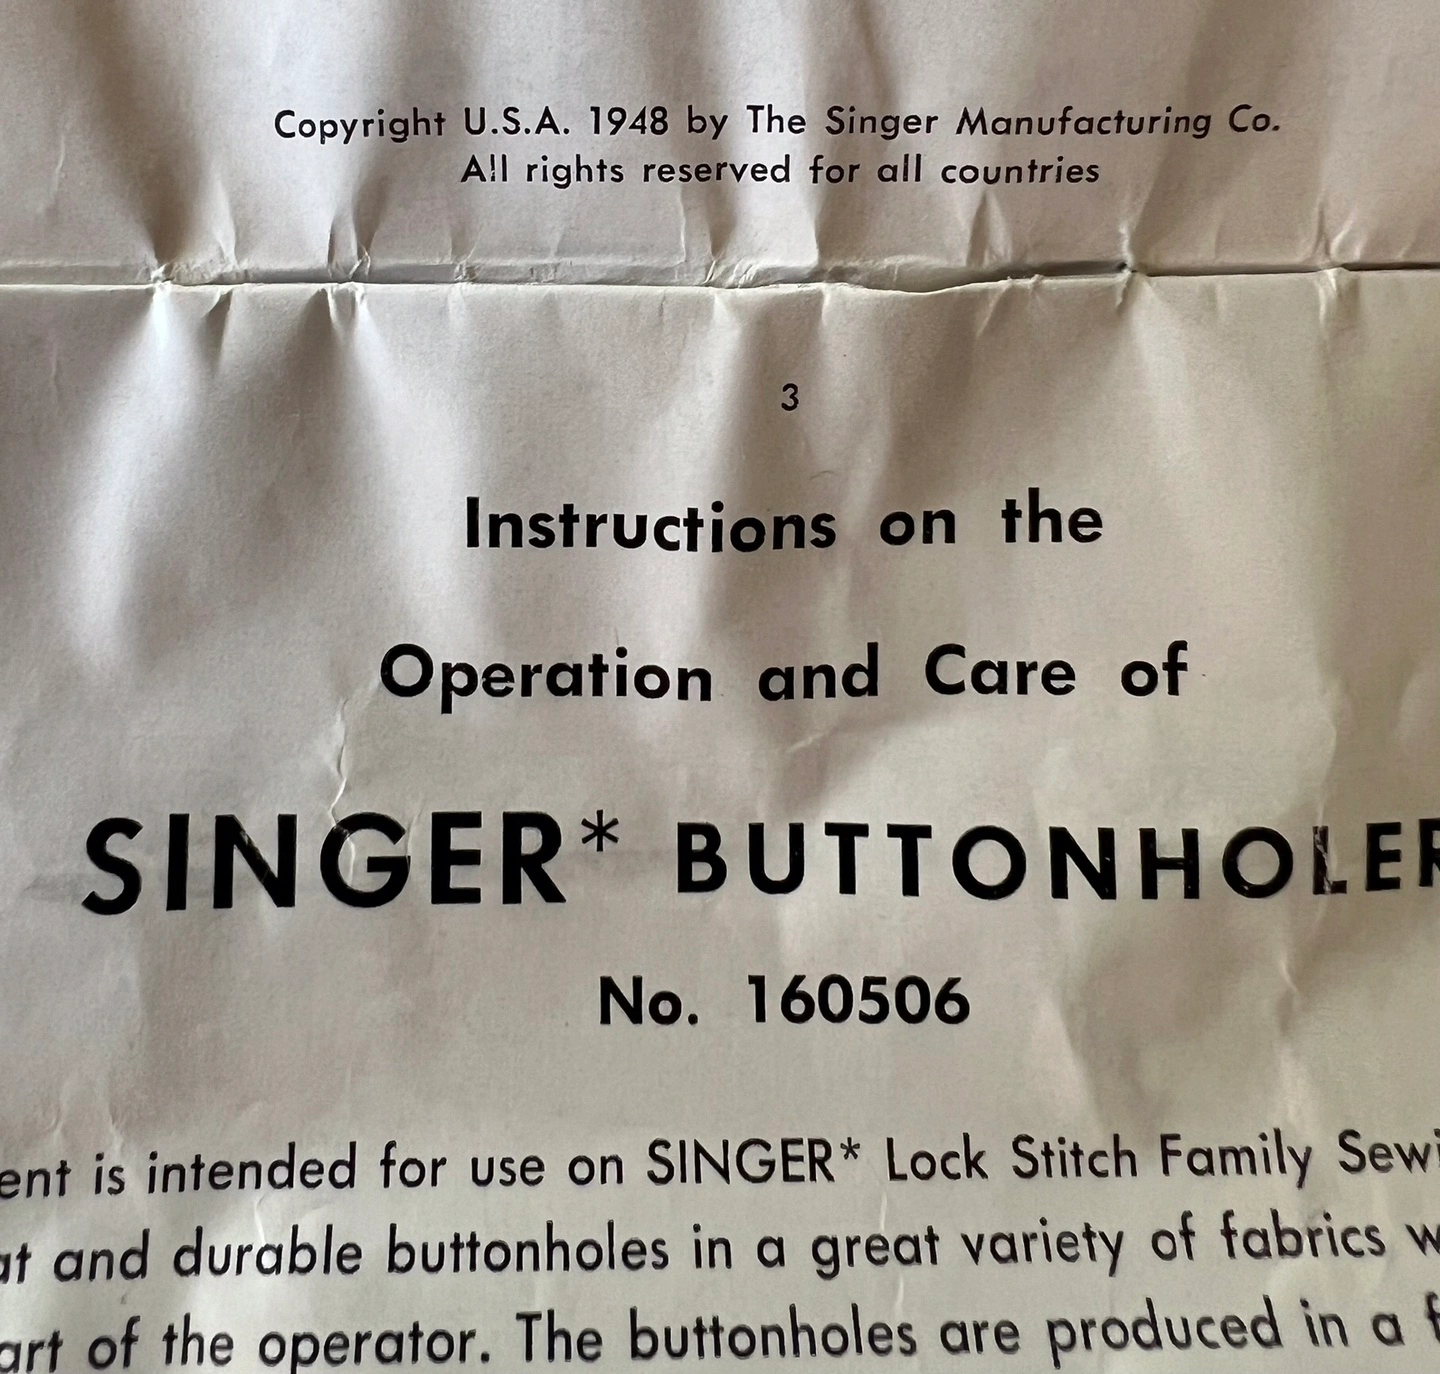 Copyright U.S.A. 1948 by The Singer Manufacturing Co.
All rights reserved for all countries
3
Instructions on the
Operation and Care of
SINGER* BUTTONHOLER
No. 160506
ent is intended for use on SINGER* Lock Stitch Family Sewi
at and durable buttonholes in a great variety of fabrics w
art of the operator. The buttonholes are produced in a f